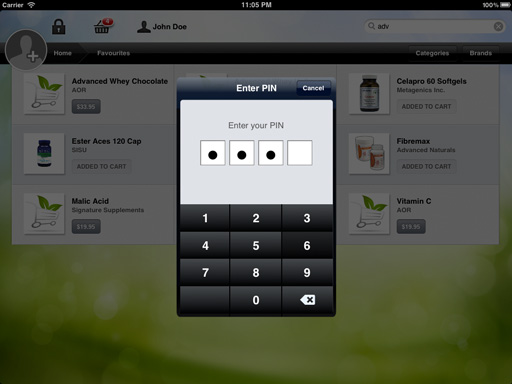 Carrier
11:05 PM
100%
4
John Doe
adv
Home
Favourites
Categories
Brands
Advanced Whey Chocolate
AOR
$33.95
Celapro 60 Softgels
Metagenics Inc.
ADDED TO CART
Ester Aces 120 Cap
SISU
ADDED TO CART
Fibremax
Advanced Naturals
ADDED TO CART
Malic Acid
Signature Supplements
$19.95
Vitamin C
AOR
$19.95
Enter PIN
Cancel
Enter your PIN
1 2 3
4 5 6
7 8 9
0